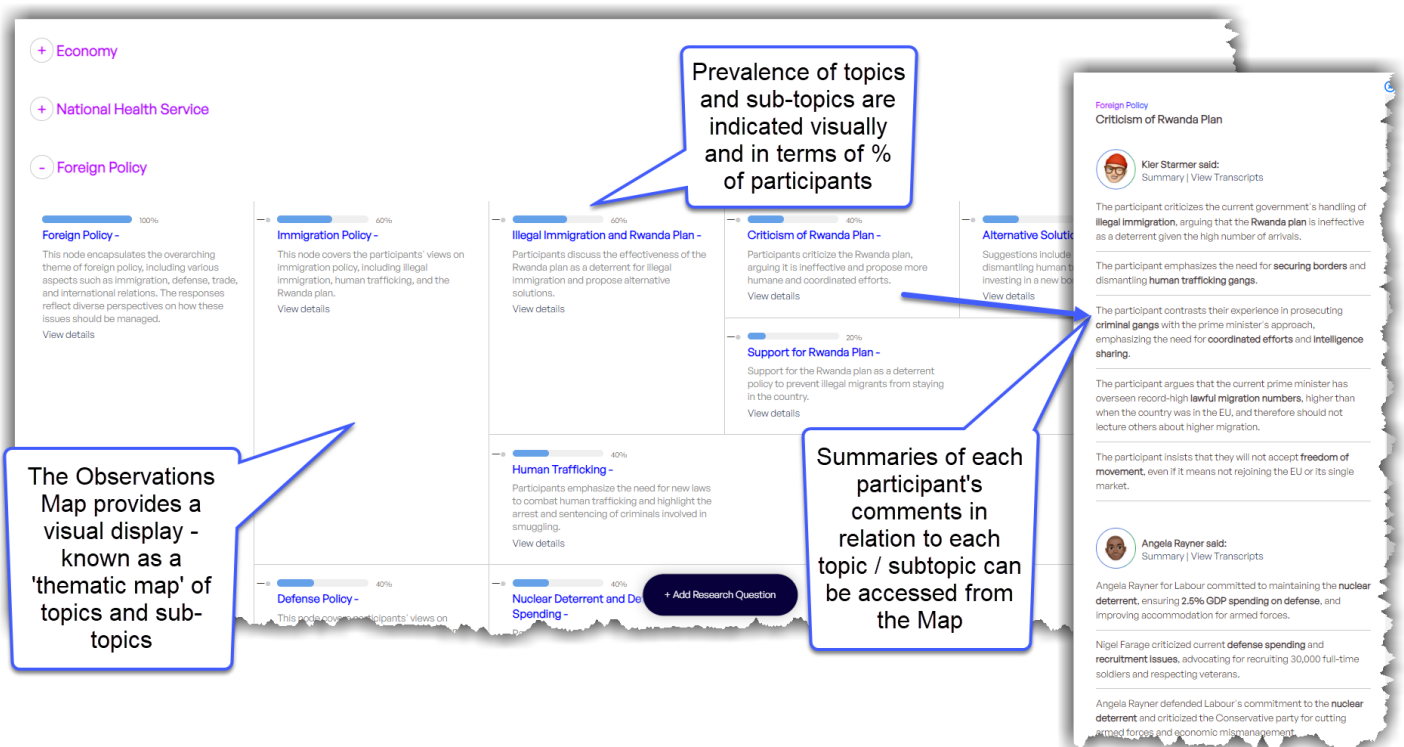 + Economy
+ National Health Service
- Foreign Policy
100%
Foreign Policy -
This node encapsulates the overarching
theme of foreign policy, including various
aspects such as immigration, defense, trade,
and international relations. The responses
reflect diverse perspectives on how these
issues should be managed.
View details
60%
Immigration Policy -
This node covers the participants' views on
immigration policy, including illegal
immigration, human trafficking, and the
Rwanda plan.
View details
60%
Illegal Immigration and Rwanda Plan -
Participants discuss the effectiveness of the
Rwanda plan as a deterrent for illegal
immigration and propose alternative
solutions.
View details
40%
Criticism of Rwanda Plan -
Participants criticize the Rwanda plan,
arguing it is ineffective and propose more
humane and coordinated efforts.
View details
Alternative
Suggestions include
dismantling human
investing in a new
View details
20%
Support for Rwanda Plan -
Support for the Rwanda plan as a deterrent
policy to prevent illegal migrants from staying
in the country.
View details
40%
Human Trafficking -
Participants emphasize the need for new laws
to combat human trafficking and highlight the
arrest and sentencing of criminals involved in
smuggling.
View details
40%
Defense Policy -
This node views on
40%
Nuclear Deterrent and
Spending -
+ Add Research Question
Prevalence of topics
and sub-topics are
indicated visually
and in terms of %
of participants
The Observations
Map provides a
visual display -
known as a
'thematic map' of
topics and sub-
topics
Summaries of each
participant's
comments in
relation to each
topic / subtopic can
be accessed from
the Map
Foreign Policy
Criticism of Rwanda Plan
Kier Starmer said:
Summary | View Transcripts
The participant criticizes the current government's handling of
illegal immigration, arguing that the Rwanda plan is ineffective
as a deterrent given the high number of arrivals.
The participant emphasizes the need for securing borders and
dismantling human trafficking gangs.
The participant contrasts their experience in prosecuting
criminal gangs with the prime minister's approach,
emphasizing the need for coordinated efforts and intelligence
sharing.
The participant argues that the current prime minister has
overseen record-high lawful migration numbers, higher than
when the country was in the EU, and therefore should not
lecture others about higher migration.
The participant insists that they will not accept freedom of
movement, even if it means not rejoining the EU or its single
market.
Angela Rayner said:
Summary | View Transcripts
Angela Rayner for Labour committed to maintaining the nuclear
deterrent, ensuring 2.5% GDP spending on defense, and
improving accommodation for armed forces.
Nigel Farage criticized current defense spending and
recruitment issues, advocating for recruiting 30,000 full-time
soldiers and respecting veterans.
Angela Rayner defended Labour's commitment to the nuclear
deterrent and criticized the Conservative party for cutting
armed forces and economic mismanagement.